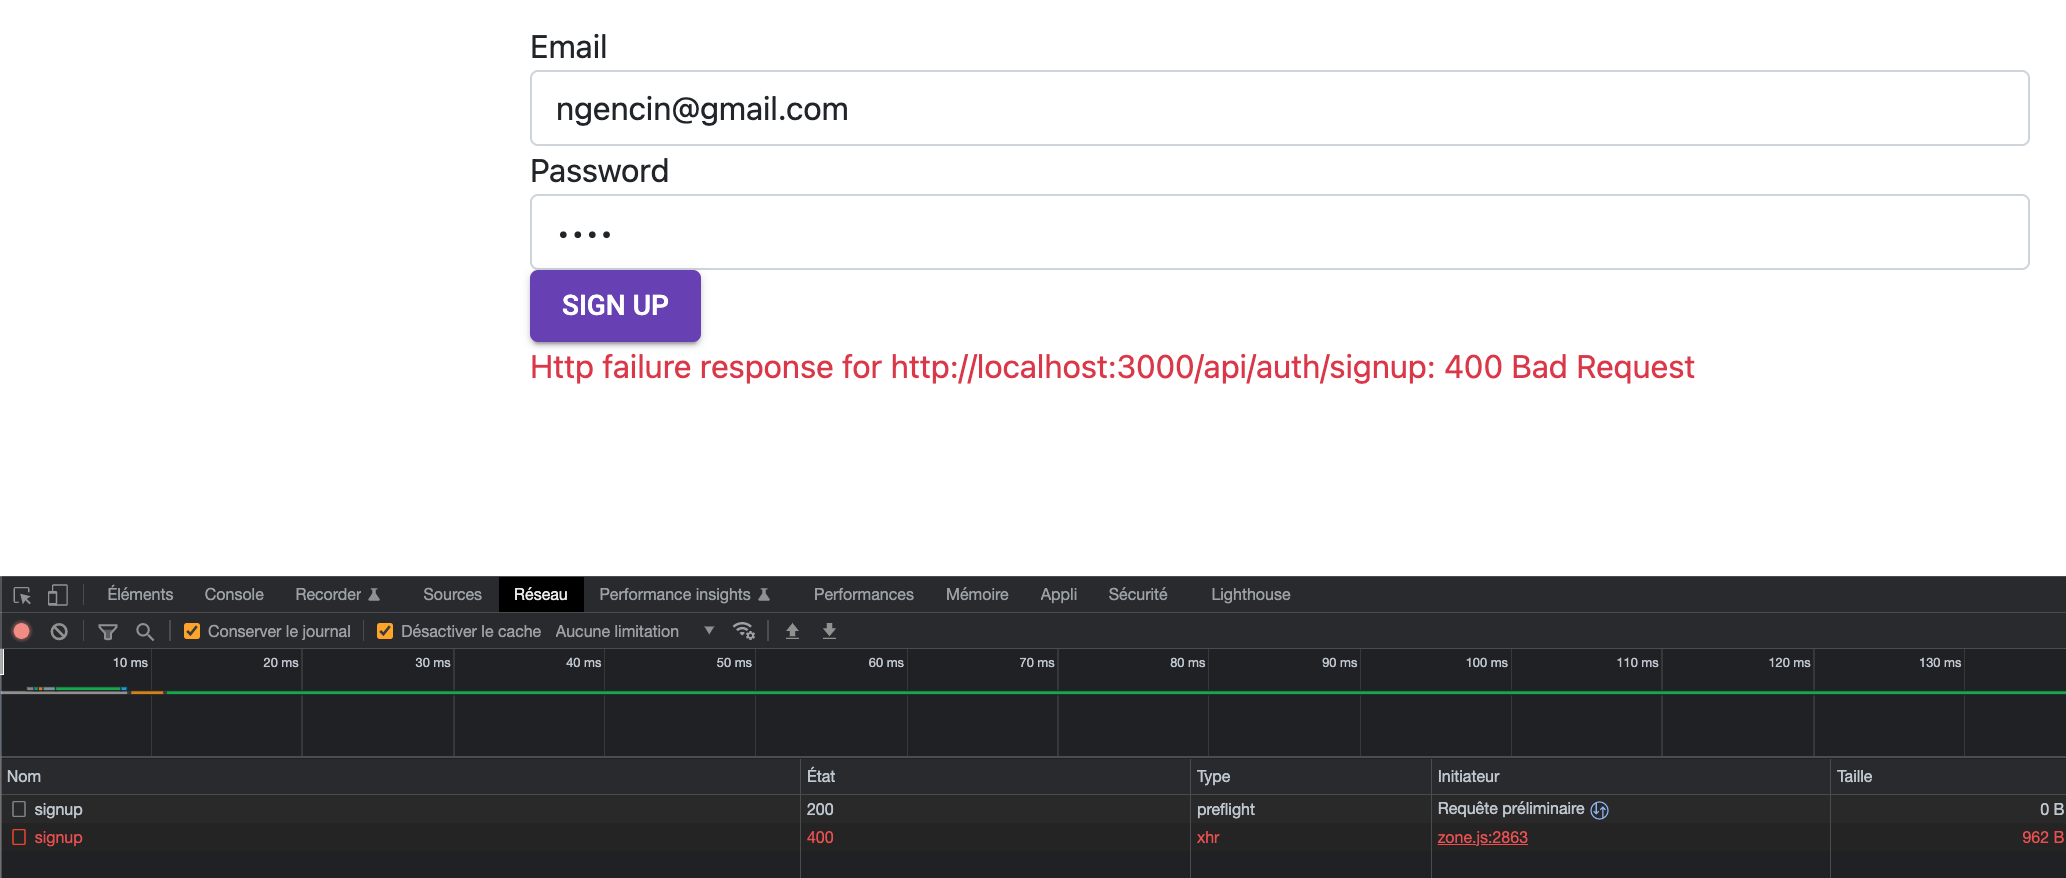 Email
ngencin@gmail.com
Password
••••
SIGN UP
Http failure response for http://localhost:3000/api/auth/signup: 400 Bad Request
Éléments Console Recorder Sources Réseau Performance insights Performances Mémoire Appli Sécurité Lighthouse
Conserver le journal Désactiver le cache Aucune limitation
10 ms 20 ms 30 ms 40 ms 50 ms 60 ms 70 ms 80 ms 90 ms 100 ms 110 ms 120 ms 130 ms
Nom État Type Initiateur Taille
signup 200 preflight Requête préliminaire 0 B
signup 400 xhr zone.js:2863 962 B